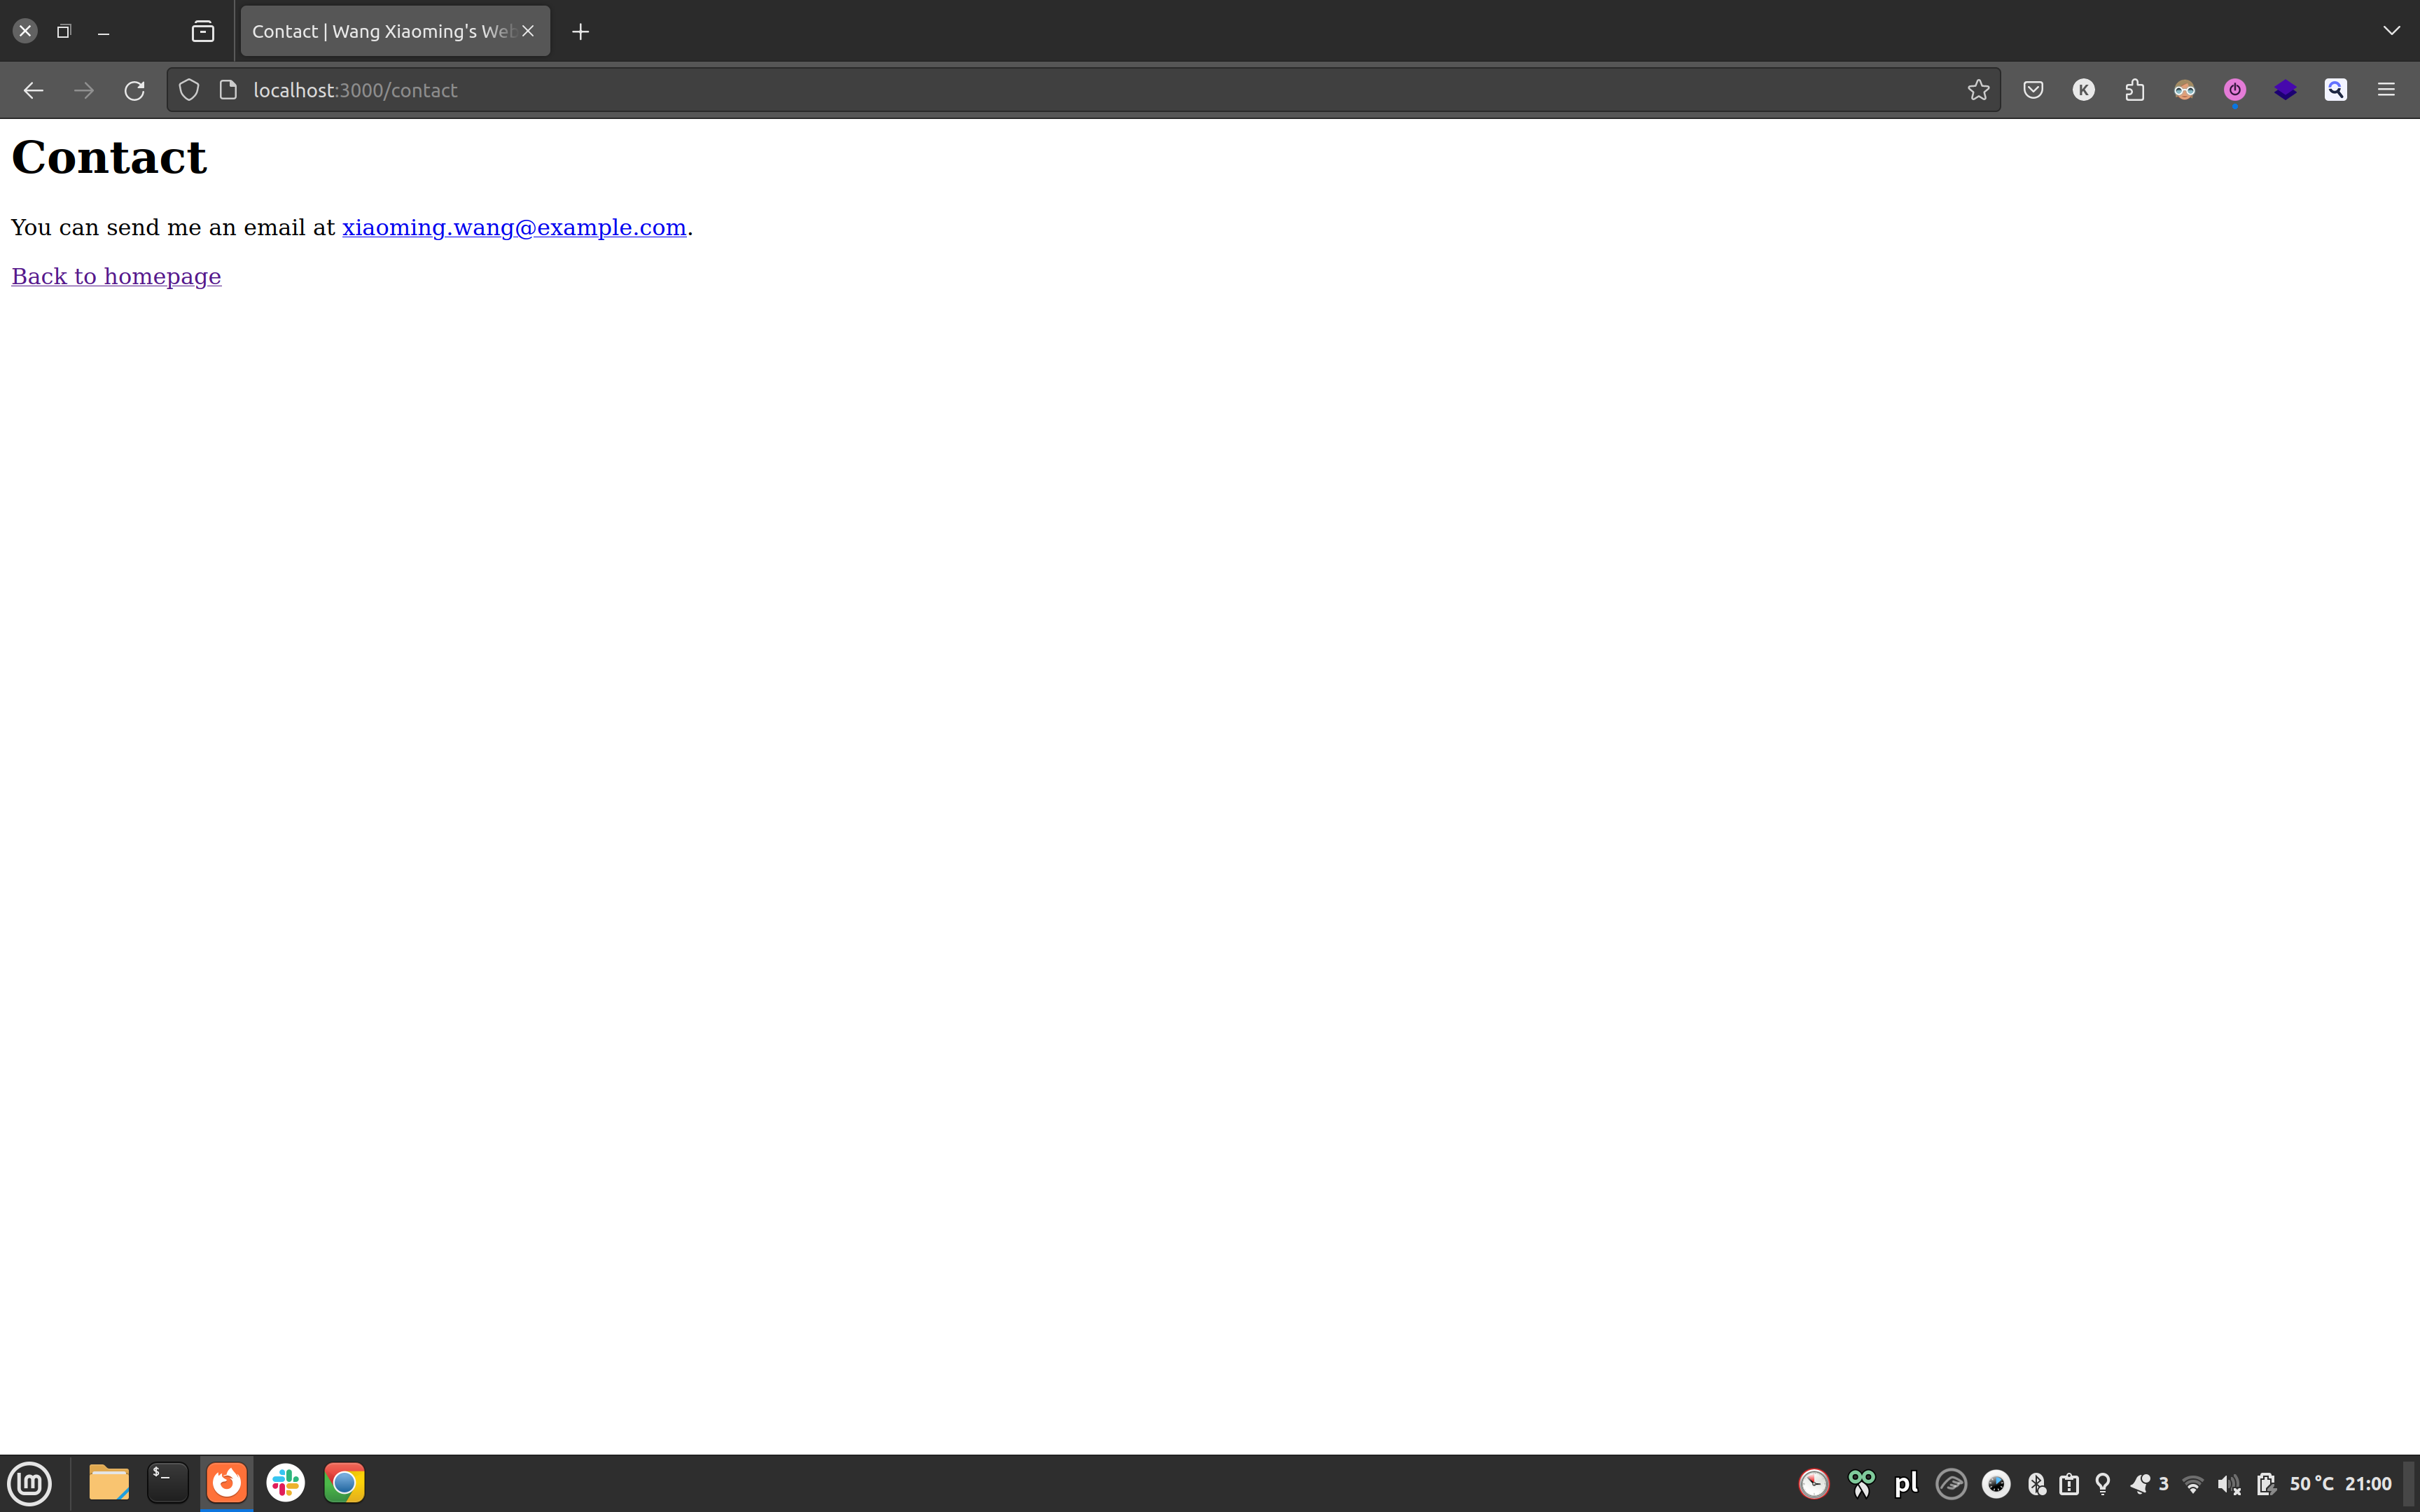 Contact | Wang Xiaoming's Web
localhost:3000/contact
K
Contact
You can send me an email at xiaoming.wang@example.com.
Back to homepage
$_
lm
pl
3
50 °C
21:00